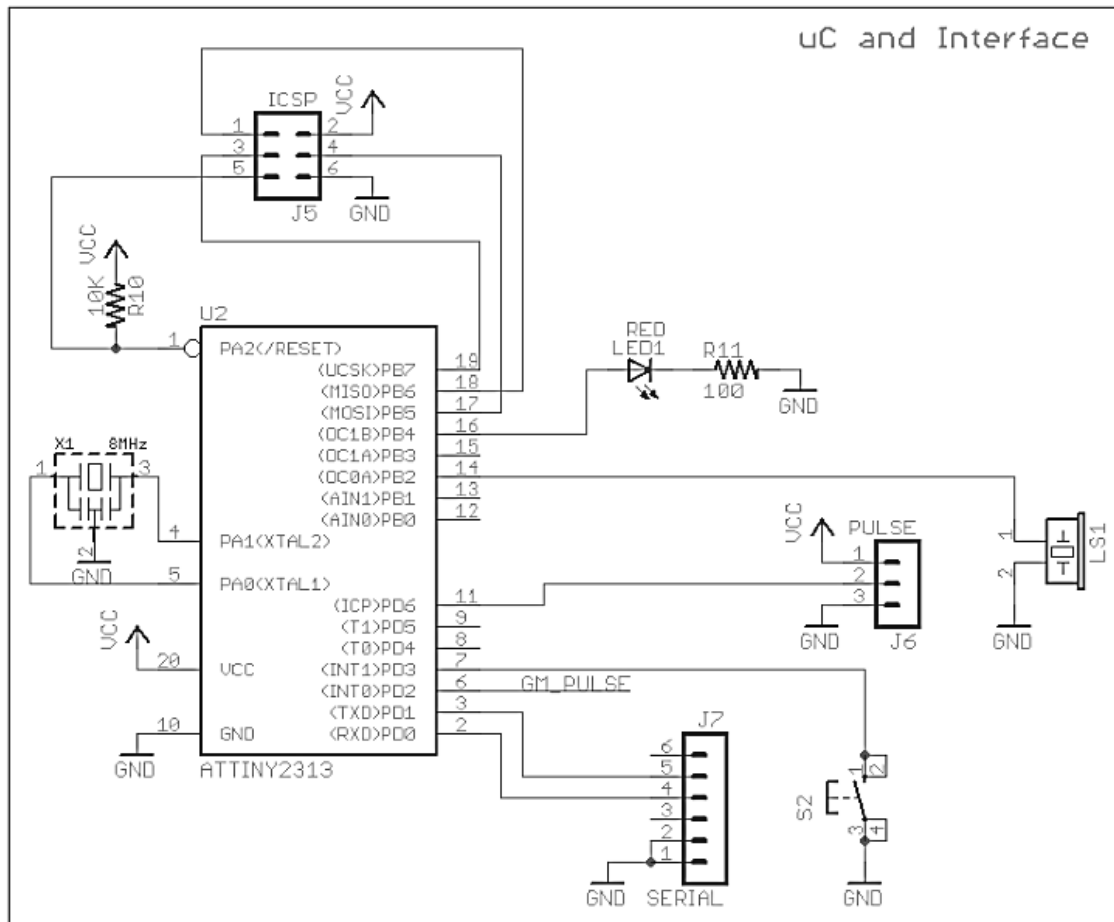 uC and Interface
ICSP
VCC
1 2
3 4
5 6
J5
GND
VCC
10K
R10
U2
1
PA2(/RESET)
(UCSK)PB7 19
(MISO)PB6 18
(MOSI)PB5 17
(OC1B)PB4 16
(OC1A)PB3 15
(OC0A)PB2 14
(AIN1)PB1 13
(AIN0)PB0 12
RED
LED1
R11
100
GND
X1 8MHz
1 3
2
GND
4 PA1(XTAL2)
5 PA0(XTAL1)
(ICP)PD6 11
(T1)PD5 9
(T0)PD4 8
(INT1)PD3 7
(INT0)PD2 6
(TXD)PD1 3
(RXD)PD0 2
VCC
20 VCC
10 GND
GND
ATTINY2313
GM_PULSE
VCC
PULSE
1
2
3
GND
J6
1
2
LS1
GND
J7
6
5
4
3
2
1
GND
SERIAL
S2
1 2
3 4
GND